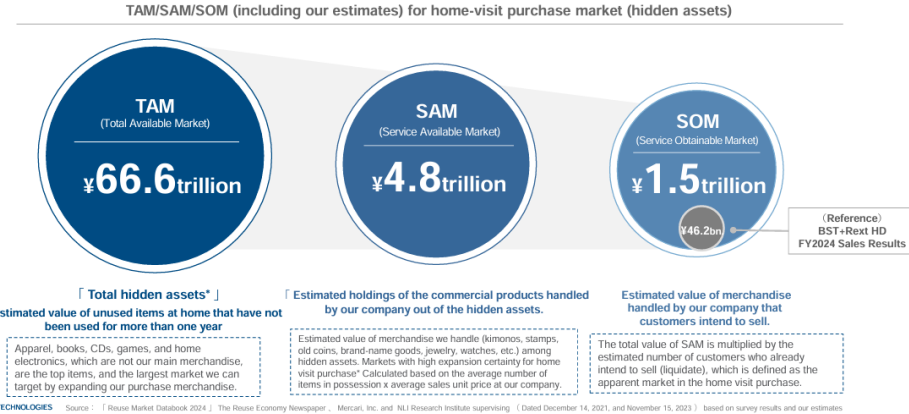 TAM/SAM/SOM (including our estimates) for home-visit purchase market (hidden assets)
TAM
(Total Available Market)
¥66.6trillion
SAM
(Service Available Market)
¥4.8trillion
SOM
(Service Obtainable Market)
¥1.5trillion
¥46.2bn
（Reference）
BST+Rext HD
FY2024 Sales Results
「 Total hidden assets* 」
stimated value of unused items at home that have not
been used for more than one year
Apparel, books, CDs, games, and home
electronics, which are not our main merchandise,
are the top items, and the largest market we can
target by expanding our purchase merchandise.
「 Estimated holdings of the commercial products handled
by our company out of the hidden assets.
Estimated value of merchandise we handle (kimonos, stamps,
old coins, brand-name goods, jewelry, watches, etc.) among
hidden assets. Markets with high expansion certainty for home
visit purchase* Calculated based on the average number of
items in possession x average sales unit price at our company.
Estimated value of merchandise
handled by our company that
customers intend to sell.
The total value of SAM is multiplied by the
estimated number of customers who already
intend to sell (liquidate), which is defined as the
apparent market in the home visit purchase.
TECHNOLOGIES Source： 「 Reuse Market Databook 2024 」 The Reuse Economy Newspaper 、 Mercari, Inc. and NLI Research Institute supervising （ Dated December 14, 2021, and November 15, 2023 ） based on survey results and our estimates